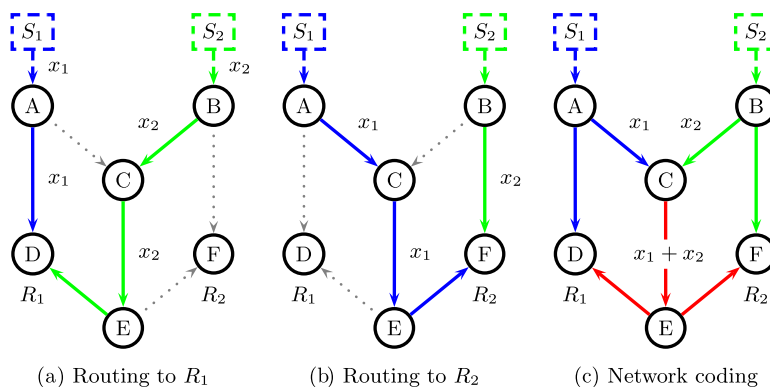 S₁ S₂ S₁ S₂ S₁ S₂
x₁ x₂
A B A B A B
x₂ x₁ x₁ x₂
C C C
x₁ x₂
x₂ x₁ x₁ + x₂
D F D F D F
R₁ R₂ R₁ R₂ R₁ R₂
E E E
(a) Routing to R₁ (b) Routing to R₂ (c) Network coding